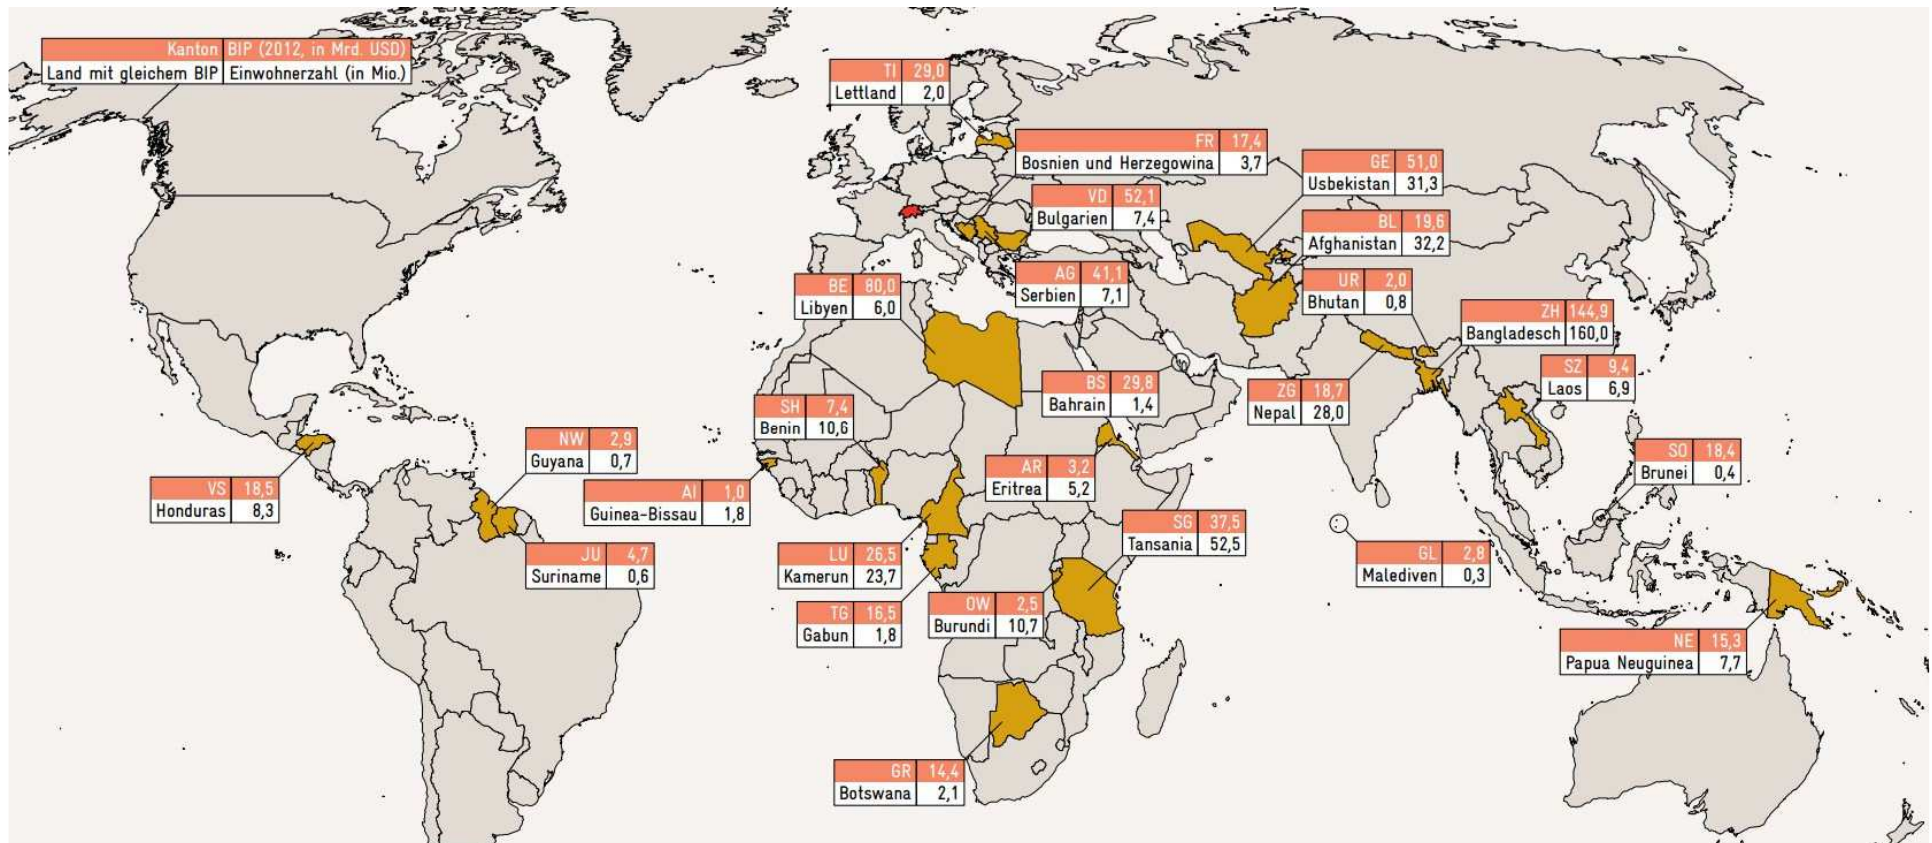 Kanton BIP (2012, in Mrd. USD)
Land mit gleichem BIP Einwohnerzahl (in Mio.)
TI 29,0
Lettland 2,0
FR 17,4
Bosnien und Herzegowina 3,7
GE 51,0
Usbekistan 31,3
VD 52,1
Bulgarien 7,4
BL 19,6
Afghanistan 32,2
BE 80,0
Libyen 6,0
AG 41,1
Serbien 7,1
UR 2,0
Bhutan 0,8
ZH 144,9
Bangladesch 160,0
SZ 9,4
Laos 6,9
BS 29,8
Bahrain 1,4
ZG 18,7
Nepal 28,0
SH 7,4
Benin 10,6
NW 2,9
Guyana 0,7
SO 18,4
Brunei 0,4
AR 3,2
Eritrea 5,2
VS 18,5
Honduras 8,3
AI 1,0
Guinea-Bissau 1,8
SG 37,5
Tansania 52,5
JU 4,7
Suriname 0,6
LU 26,5
Kamerun 23,7
GL 2,8
Malediven 0,3
OW 2,5
Burundi 10,7
TG 16,5
Gabun 1,8
NE 15,3
Papua Neuguinea 7,7
GR 14,4
Botswana 2,1